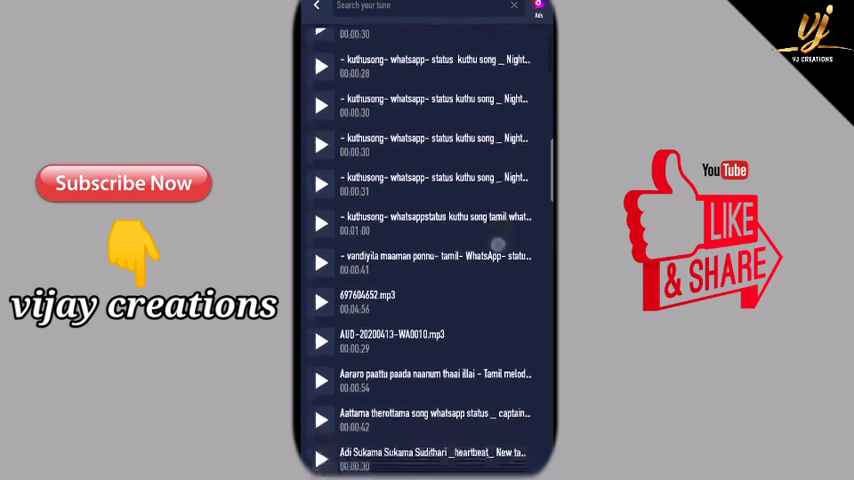 Search your tune
Ads
00:00:30
- kuthusong- whatsapp- status kuthu song _ Night..
00:00:28
- kuthusong- whatsapp- status kuthu song _ Night..
00:00:30
- kuthusong- whatsapp- status kuthu song _ Night..
00:00:30
- kuthusong- whatsapp- status kuthu song _ Night..
00:00:31
- kuthusong- whatsappstatus kuthu song tamil what..
00:01:00
- vandiyila maaman ponnu- tamil- WhatsApp- statu..
00:00:41
697604652.mp3
00:04:56
AUD-20200413-WA0010.mp3
00:00:29
Aararo paattu paada naanum thaai illai - Tamil melod..
00:00:54
Aattama therottama song whatsapp status _ captain..
00:00:42
Adi Sukama Sukama Sudithari _heartbeat_ New ta..
00:00:30
Subscribe Now
vijay creations
vj
VJ CREATIONS
YouTube
LIKE
& SHARE